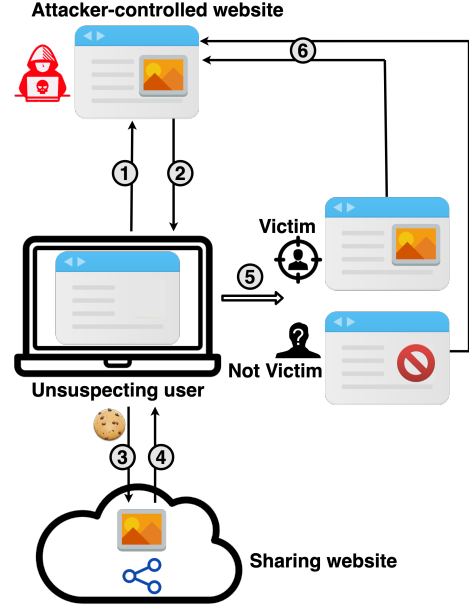 Attacker-controlled website
6
1
2
Victim
5
Not Victim
Unsuspecting user
3
4
Sharing website